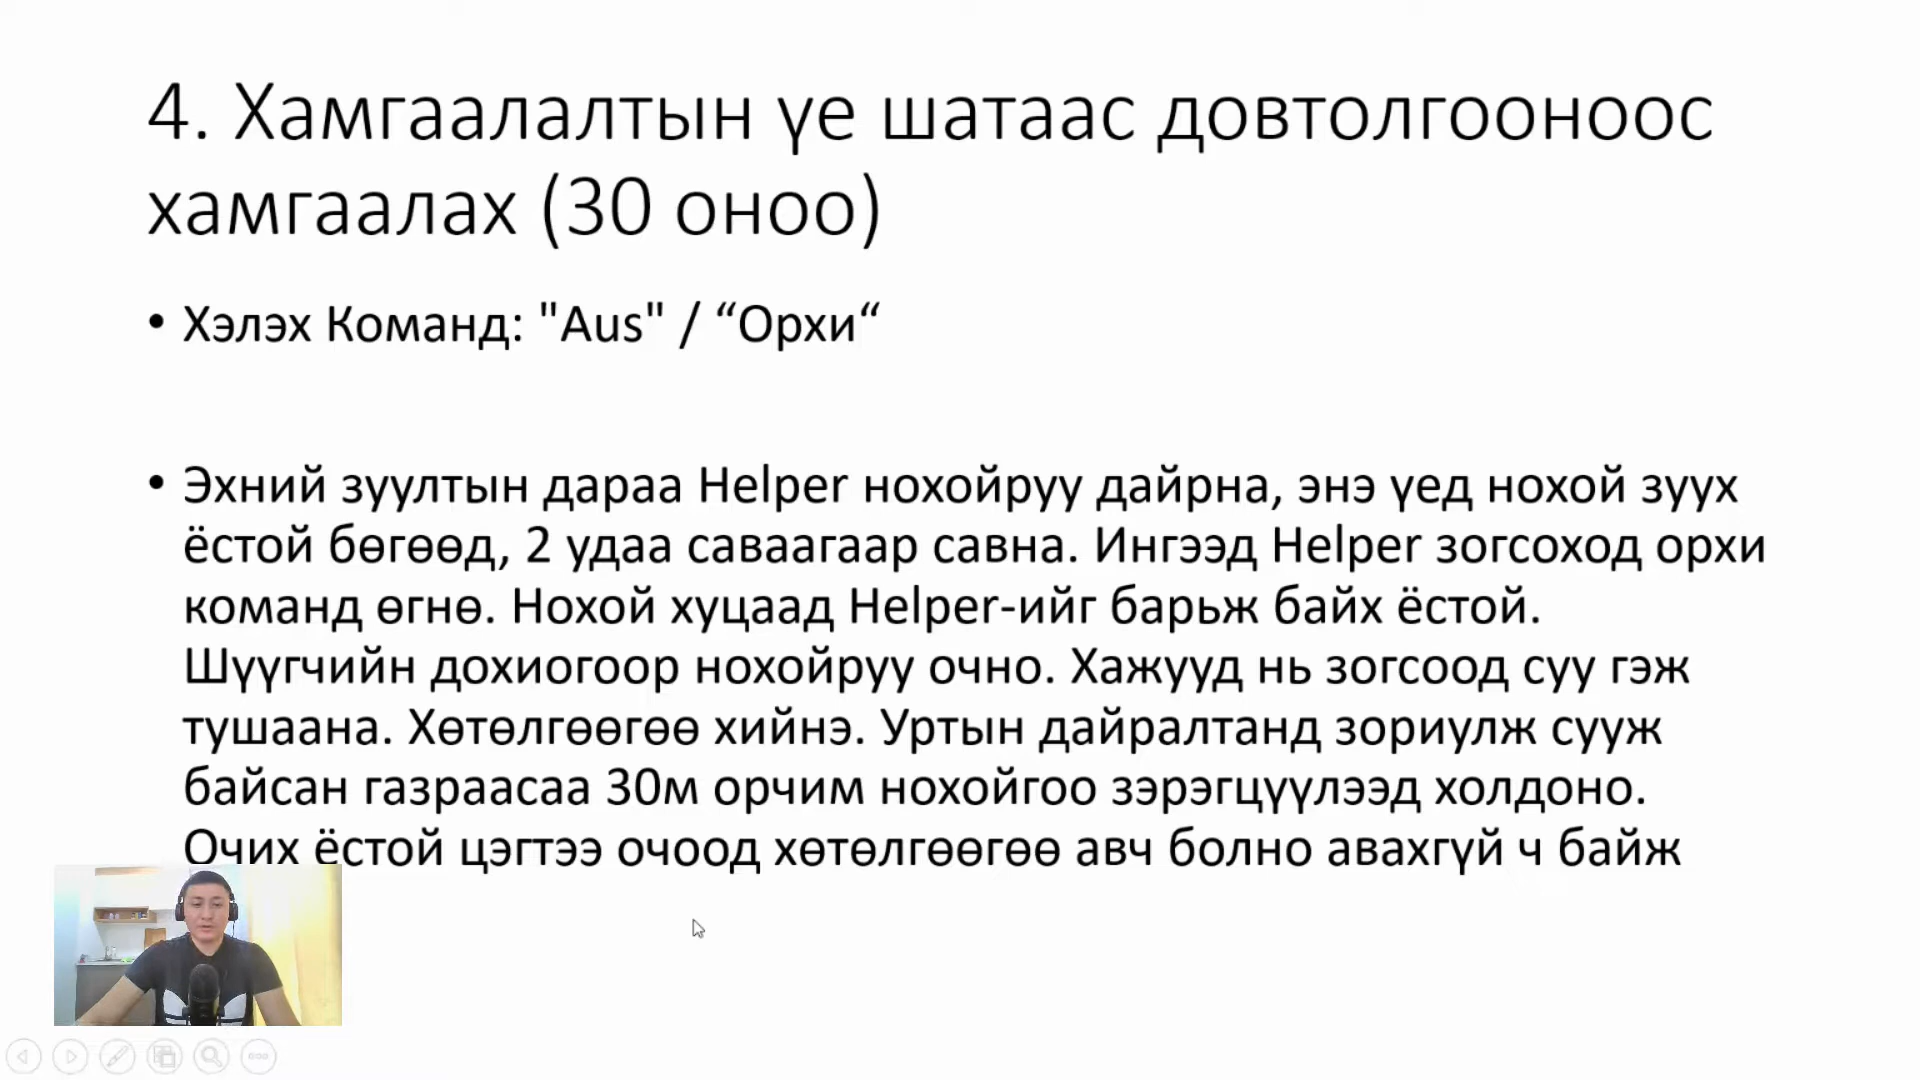 4. Хамгаалалтын үе шатаас довтолгооноос
хамгаалах (30 оноо)
• Хэлэх Команд: "Aus" / “Орхи“
• Эхний зуултын дараа Helper нохойруу дайрна, энэ үед нохой зуух
ёстой бөгөөд, 2 удаа саваагаар савна. Ингээд Helper зогсоход орхи
команд өгнө. Нохой хуцаад Helper-ийг барьж байх ёстой.
Шүүгчийн дохиогоор нохойруу очно. Хажууд нь зогсоод суу гэж
тушаана. Хөтөлгөөгөө хийнэ. Уртын дайралтанд зориулж сууж
байсан газраасаа 30м орчим нохойгоо зэрэгцүүлээд холдоно.
Очих ёстой цэгтээ очоод хөтөлгөөгөө авч болно авахгүй ч байж